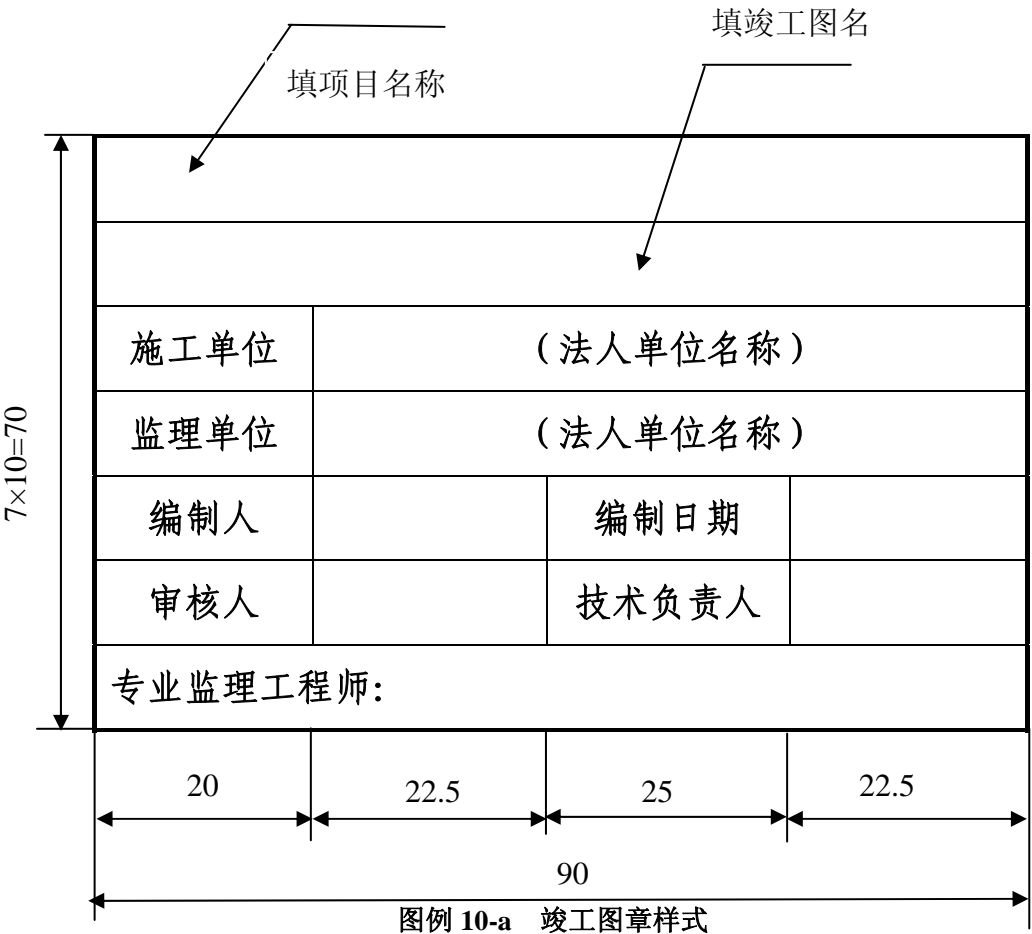 填竣工图名
填项目名称
施工单位 （法人单位名称）
监理单位 （法人单位名称）
编制人 编制日期
审核人 技术负责人
专业监理工程师：
7×10=70
20 22.5 25 22.5
90
图例 10-a 竣工图章样式